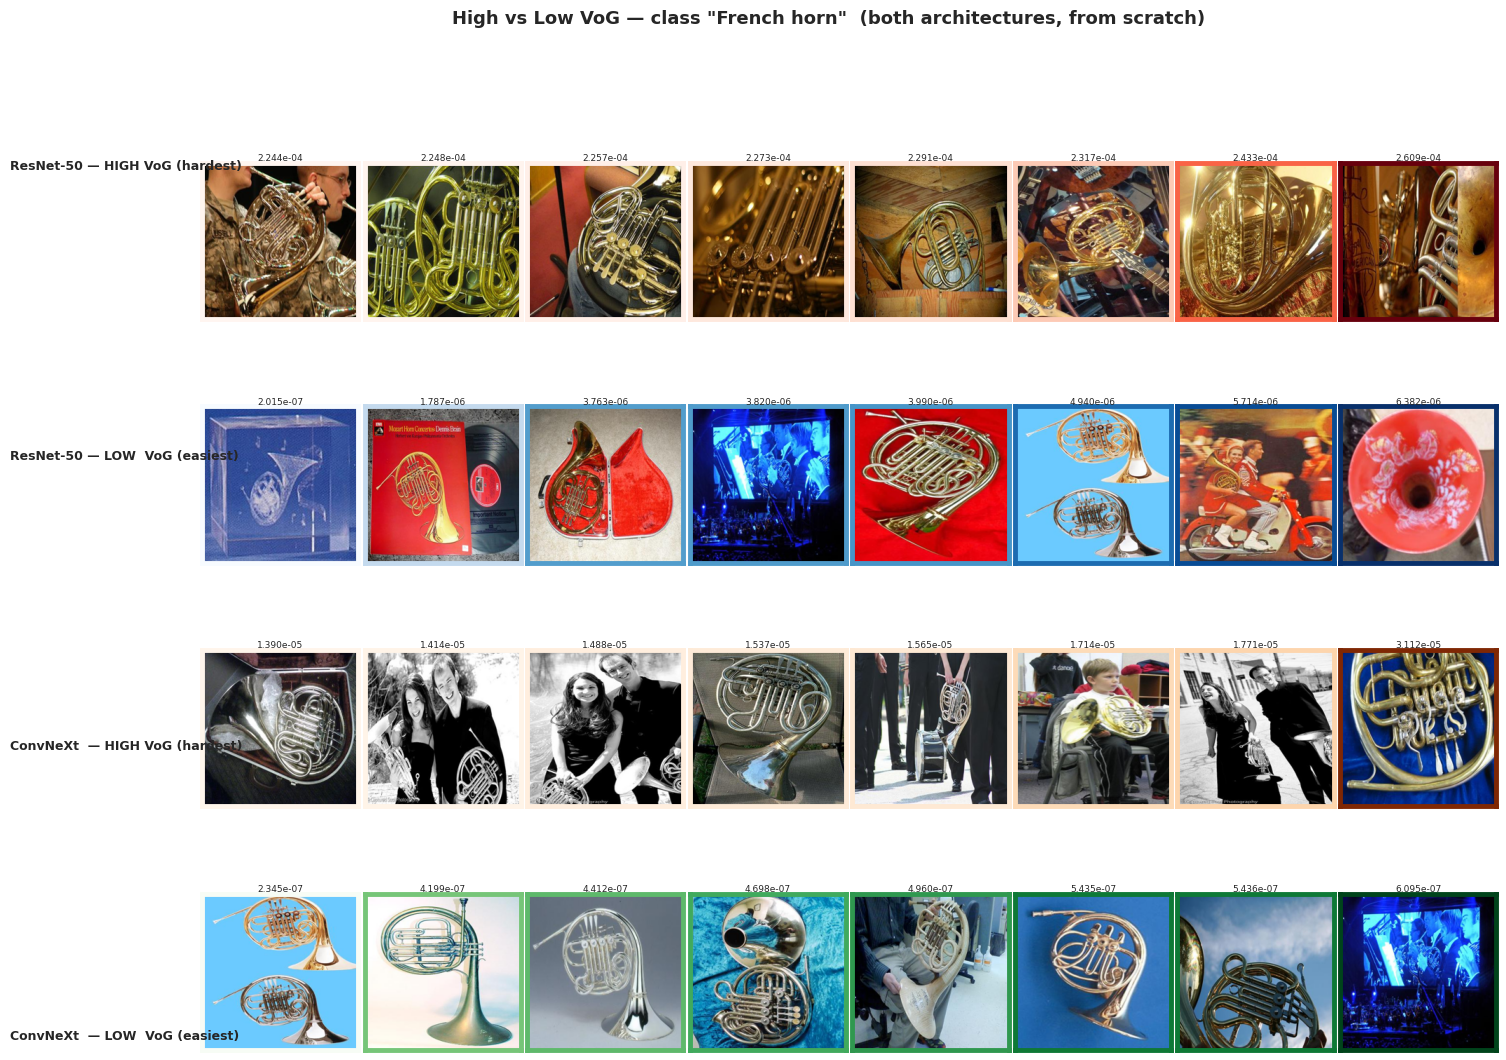 High vs Low VoG — class "French horn"  (both architectures, from scratch)
ResNet-50 — HIGH VoG (hardest)
2.244e-04 2.248e-04 2.257e-04 2.273e-04 2.291e-04 2.317e-04 2.433e-04 2.609e-04
ResNet-50 — LOW  VoG (easiest)
2.015e-07 1.787e-06 3.763e-06 3.820e-06 3.990e-06 4.940e-06 5.714e-06 6.382e-06
Mozart Horn Concertos Dennis Brain
ConvNeXt  — HIGH VoG (hardest)
1.390e-05 1.414e-05 1.488e-05 1.537e-05 1.565e-05 1.714e-05 1.771e-05 3.112e-05
ConvNeXt  — LOW  VoG (easiest)
2.345e-07 4.199e-07 4.412e-07 4.698e-07 4.960e-07 5.435e-07 5.436e-07 6.095e-07